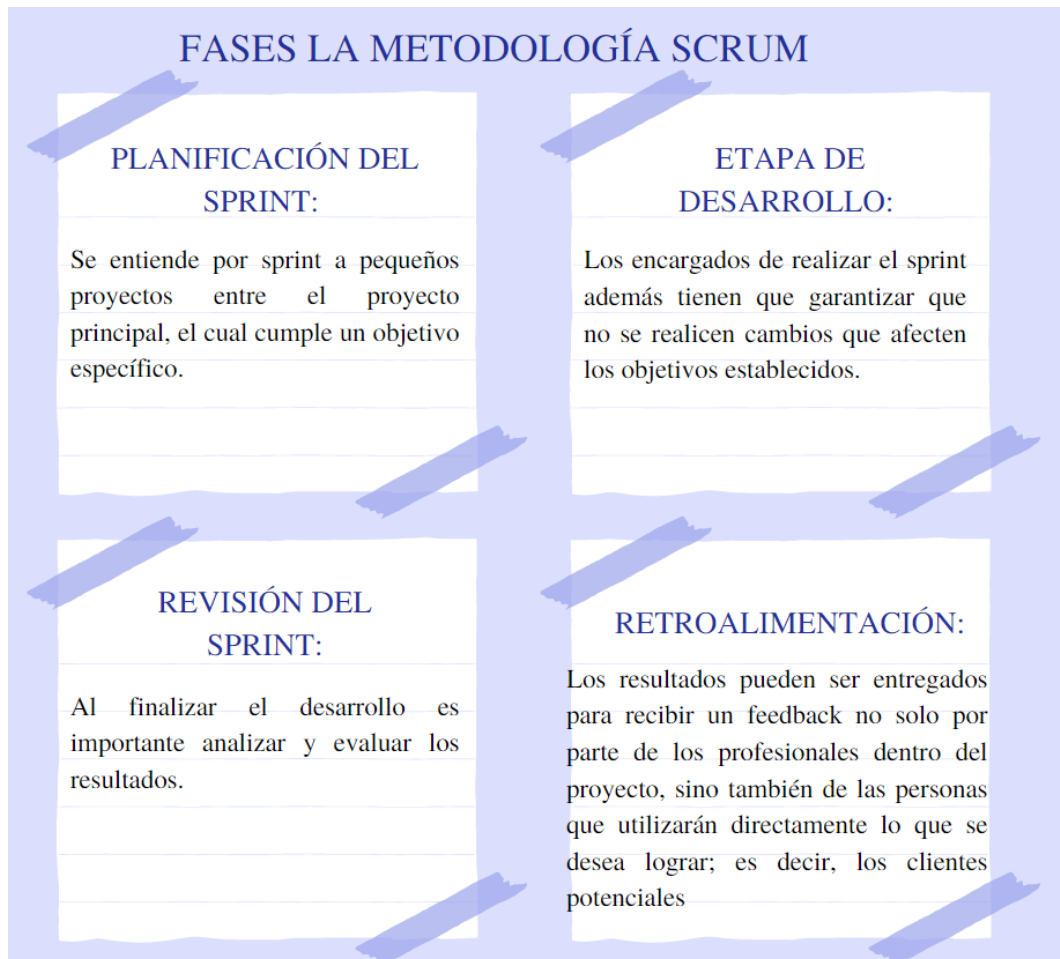 FASES LA METODOLOGÍA SCRUM
PLANIFICACIÓN DEL
SPRINT:
Se entiende por sprint a pequeños
proyectos entre el proyecto
principal, el cual cumple un objetivo
específico.
ETAPA DE
DESARROLLO:
Los encargados de realizar el sprint
además tienen que garantizar que
no se realicen cambios que afecten
los objetivos establecidos.
REVISIÓN DEL
SPRINT:
Al finalizar el desarrollo es
importante analizar y evaluar los
resultados.
RETROALIMENTACIÓN:
Los resultados pueden ser entregados
para recibir un feedback no solo por
parte de los profesionales dentro del
proyecto, sino también de las personas
que utilizarán directamente lo que se
desea lograr; es decir, los clientes
potenciales